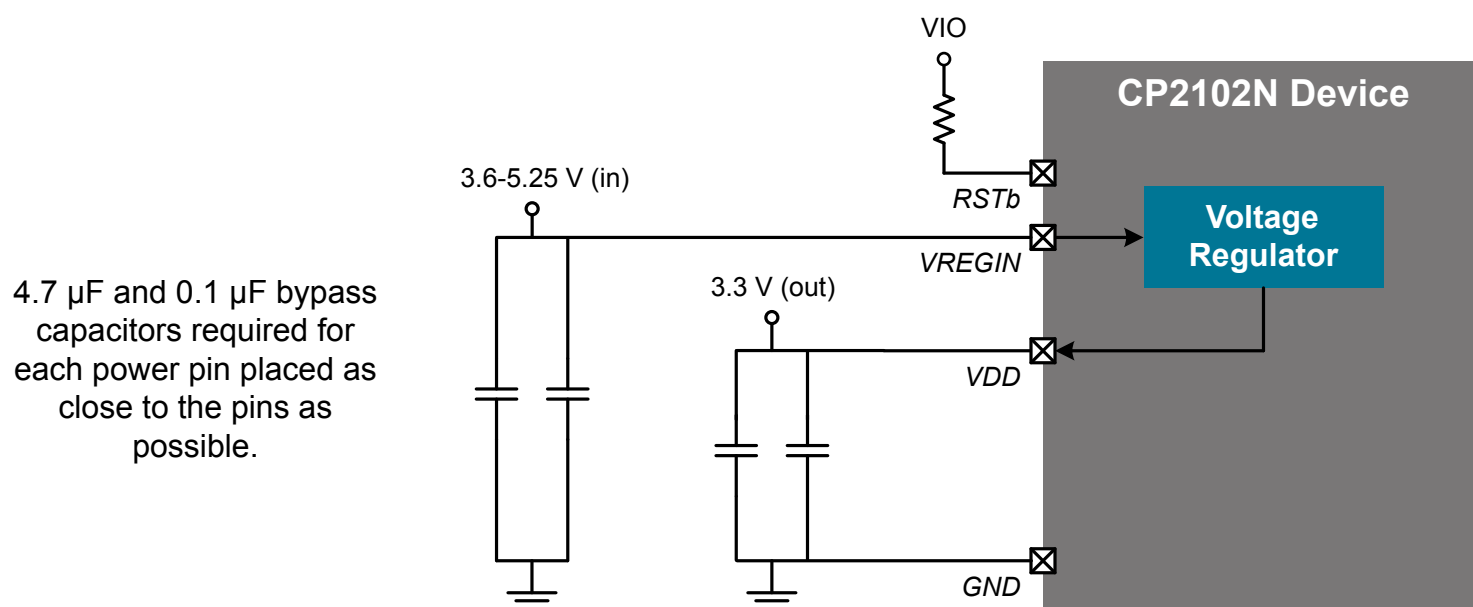 VIO
CP2102N Device
3.6-5.25 V (in)
RSTb
Voltage
Regulator
VREGIN
3.3 V (out)
4.7 µF and 0.1 µF bypass
capacitors required for
each power pin placed as
close to the pins as
possible.
VDD
GND